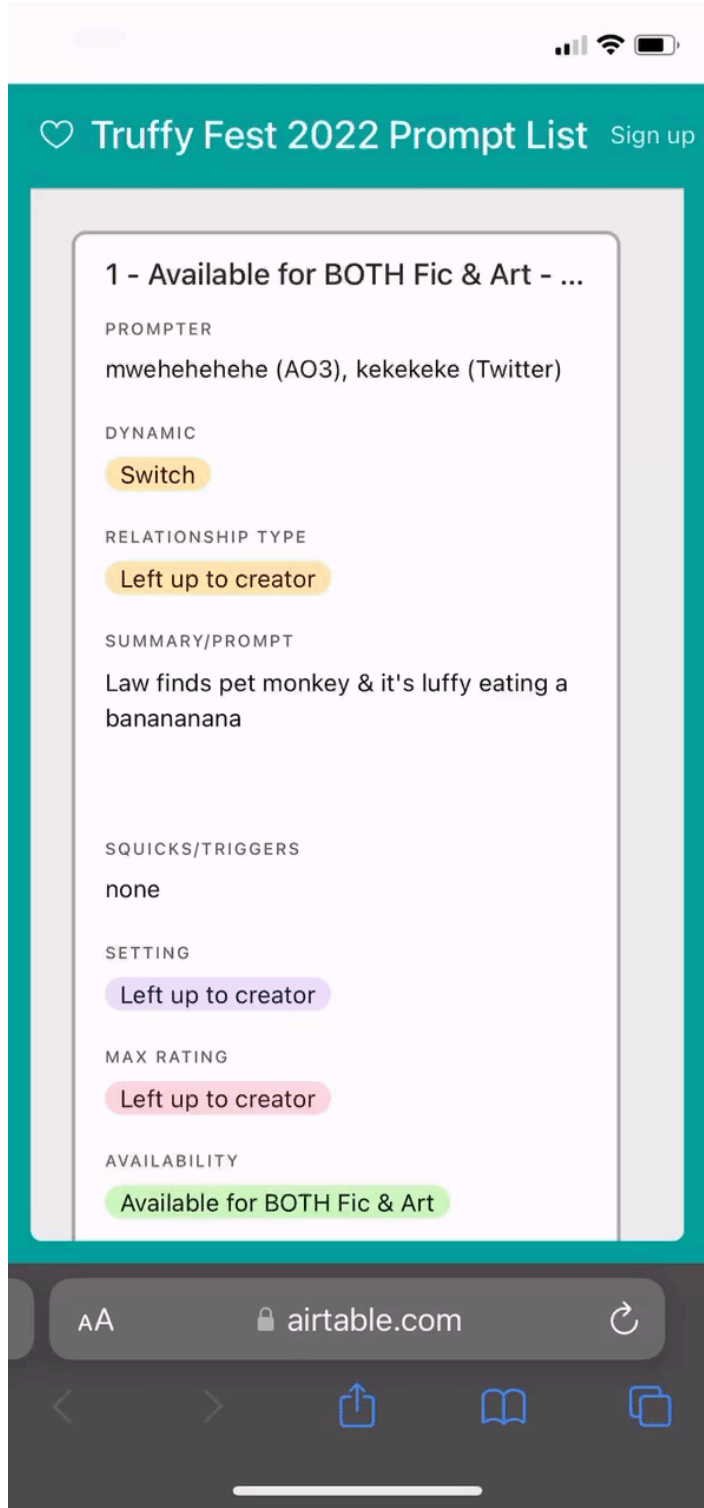 Truffy Fest 2022 Prompt List Sign up
1 - Available for BOTH Fic & Art - ...
PROMPTER
mwehehehehe (AO3), kekekeke (Twitter)
DYNAMIC
Switch
RELATIONSHIP TYPE
Left up to creator
SUMMARY/PROMPT
Law finds pet monkey & it's luffy eating a
banananana
SQUICKS/TRIGGERS
none
SETTING
Left up to creator
MAX RATING
Left up to creator
AVAILABILITY
Available for BOTH Fic & Art
AA airtable.com